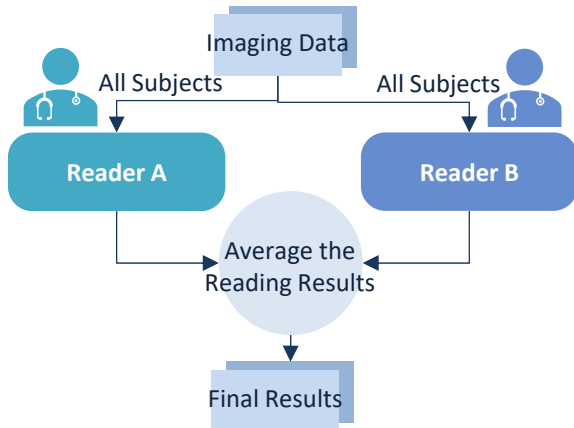 Imaging Data
All Subjects
All Subjects
Reader A
Reader B
Average the
Reading Results
Final Results